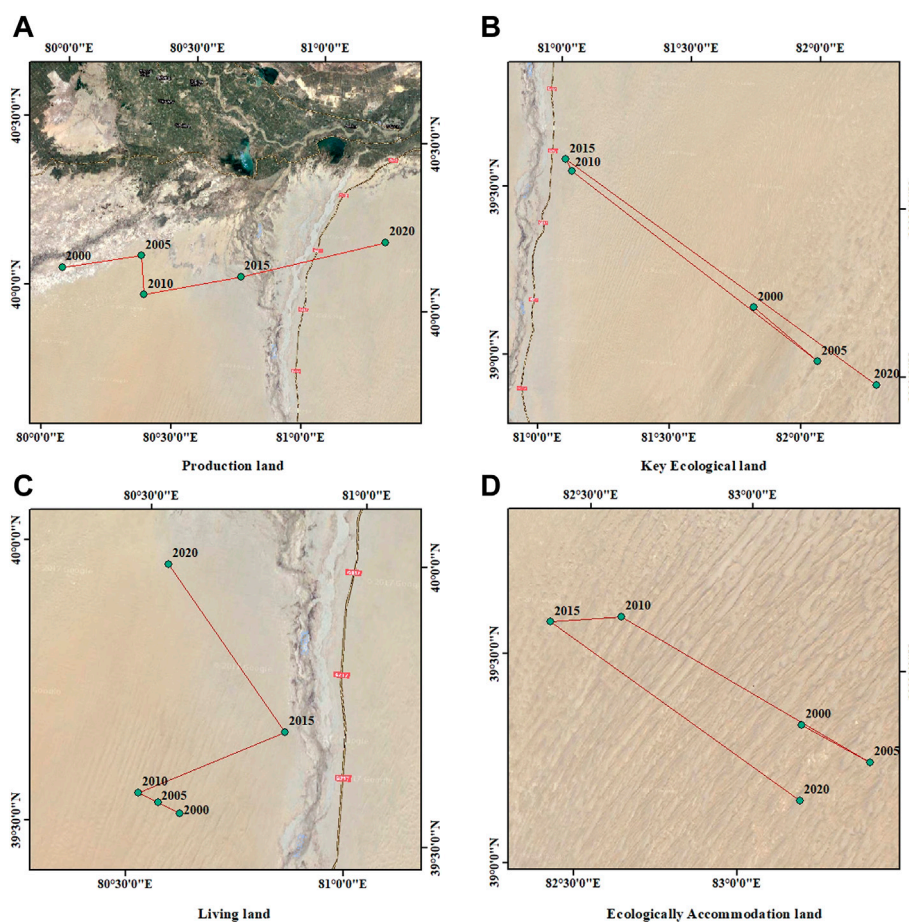 A
80°0'0"E 80°30'0"E 81°0'0"E
40°30'0"N
40°0'0"N
40°30'0"N
40°0'0"N
2000
2005
2010
2015
2020
80°0'0"E 80°30'0"E 81°0'0"E
Production land
B
81°0'0"E 81°30'0"E 82°0'0"E
39°30'0"N
39°0'0"N
2015
2010
2000
2005
2020
81°0'0"E 81°30'0"E 82°0'0"E
Key Ecological land
C
80°30'0"E 81°0'0"E
40°0'0"N
39°30'0"N
40°0'0"N
39°30'0"N
2020
2015
2010
2005
2000
80°30'0"E 81°0'0"E
Living land
D
82°30'0"E 83°0'0"E
39°30'0"N
39°0'0"N
2015
2010
2000
2005
2020
82°30'0"E 83°0'0"E
Ecologically Accommodation land